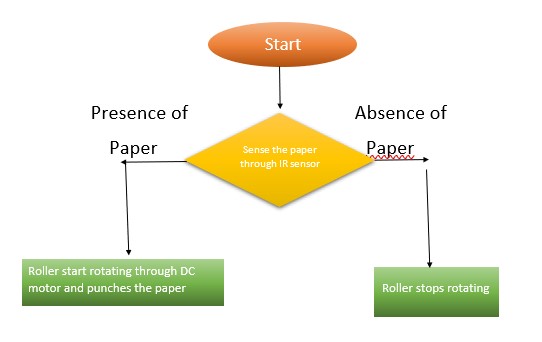 Start
Presence of
Paper
Absence of
Paper
Sense the paper
through IR sensor
Roller start rotating through DC
motor and punches the paper
Roller stops rotating